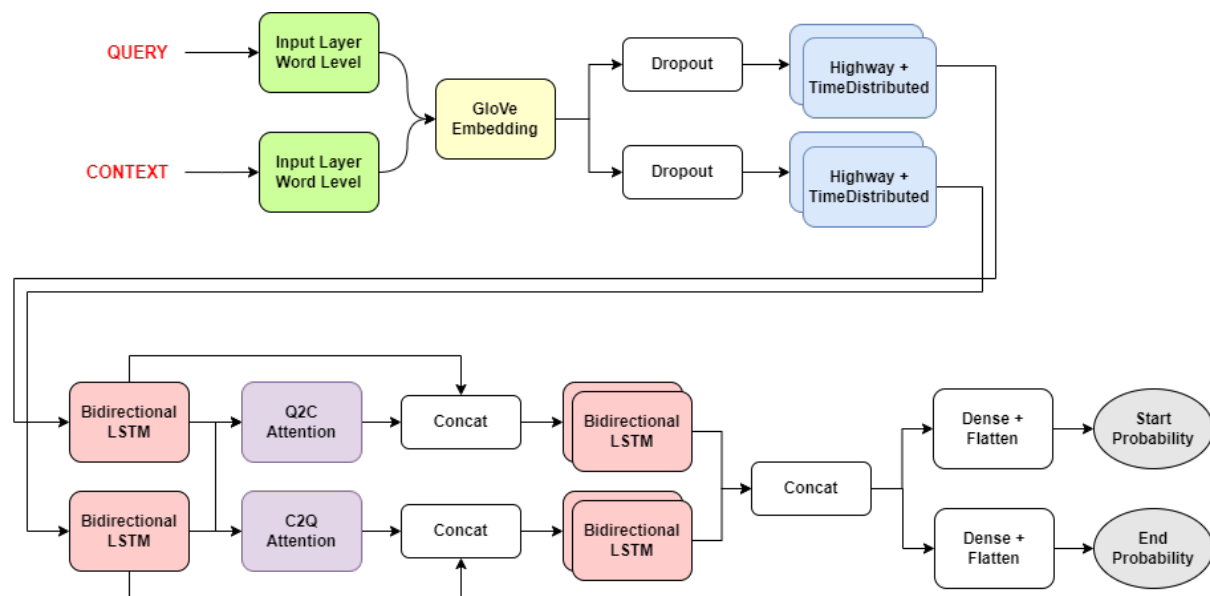 QUERY
Input Layer
Word Level
CONTEXT
Input Layer
Word Level
GloVe
Embedding
Dropout
Dropout
Highway +
TimeDistributed
Highway +
TimeDistributed
Bidirectional
LSTM
Q2C
Attention
Concat
Bidirectional
LSTM
Bidirectional
LSTM
C2Q
Attention
Concat
Bidirectional
LSTM
Concat
Dense +
Flatten
Start
Probability
Dense +
Flatten
End
Probability